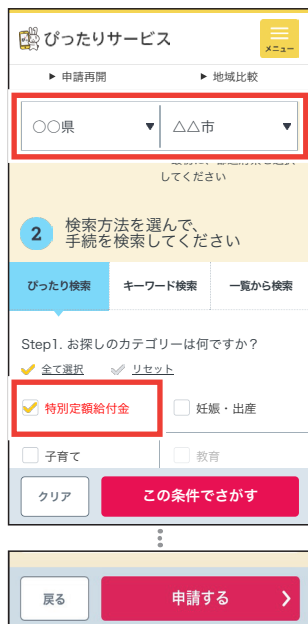 ぴったりサービス
メニュー
▶ 申請再開
▶ 地域比較
○○県 ▼
△△市 ▼
してください
2
検索方法を選んで、
手続を検索してください
ぴったり検索
キーワード検索
一覧から検索
Step1. お探しのカテゴリーは何ですか？
全て選択
リセット
特別定額給付金
妊娠・出産
子育て
教育
クリア
この条件でさがす
戻る
申請する